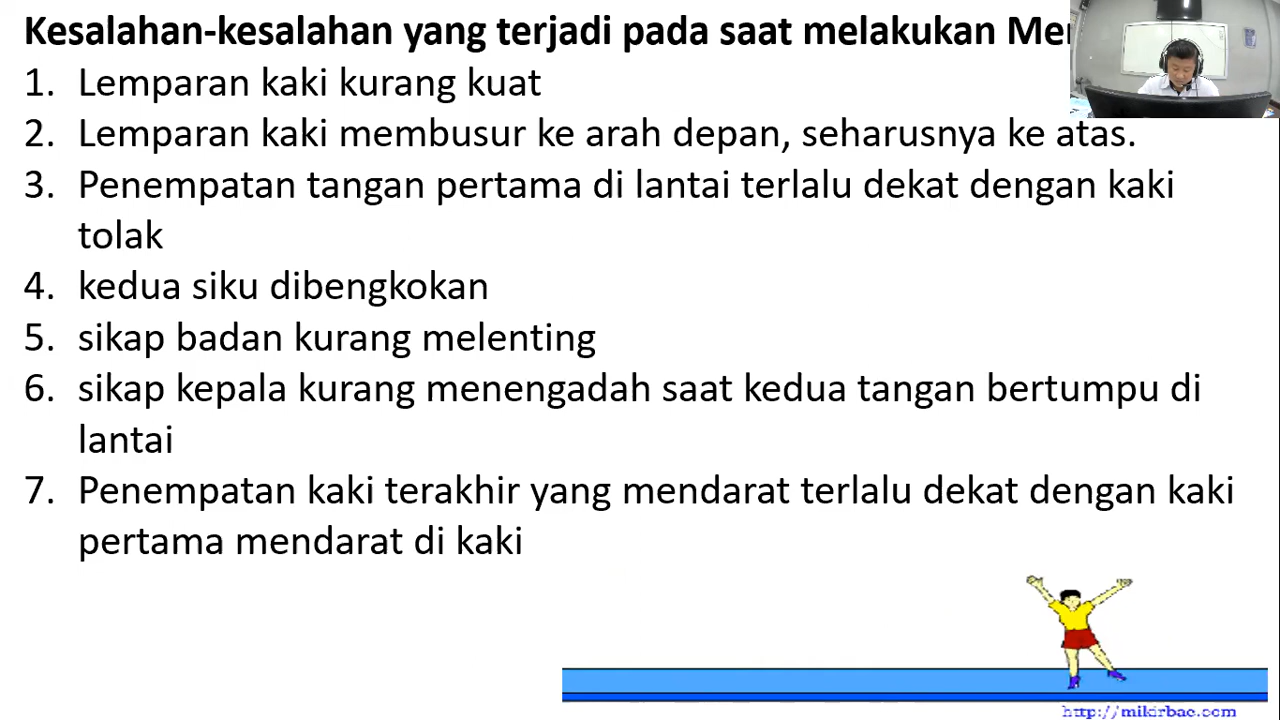 Kesalahan-kesalahan yang terjadi pada saat melakukan
1. Lemparan kaki kurang kuat
2. Lemparan kaki membusur ke arah depan, seharusnya ke atas.
3. Penempatan tangan pertama di lantai terlalu dekat dengan kaki
tolak
4. kedua siku dibengkokan
5. sikap badan kurang melenting
6. sikap kepala kurang menengadah saat kedua tangan bertumpu di
lantai
7. Penempatan kaki terakhir yang mendarat terlalu dekat dengan kaki
pertama mendarat di kaki
http://mikirbae.com